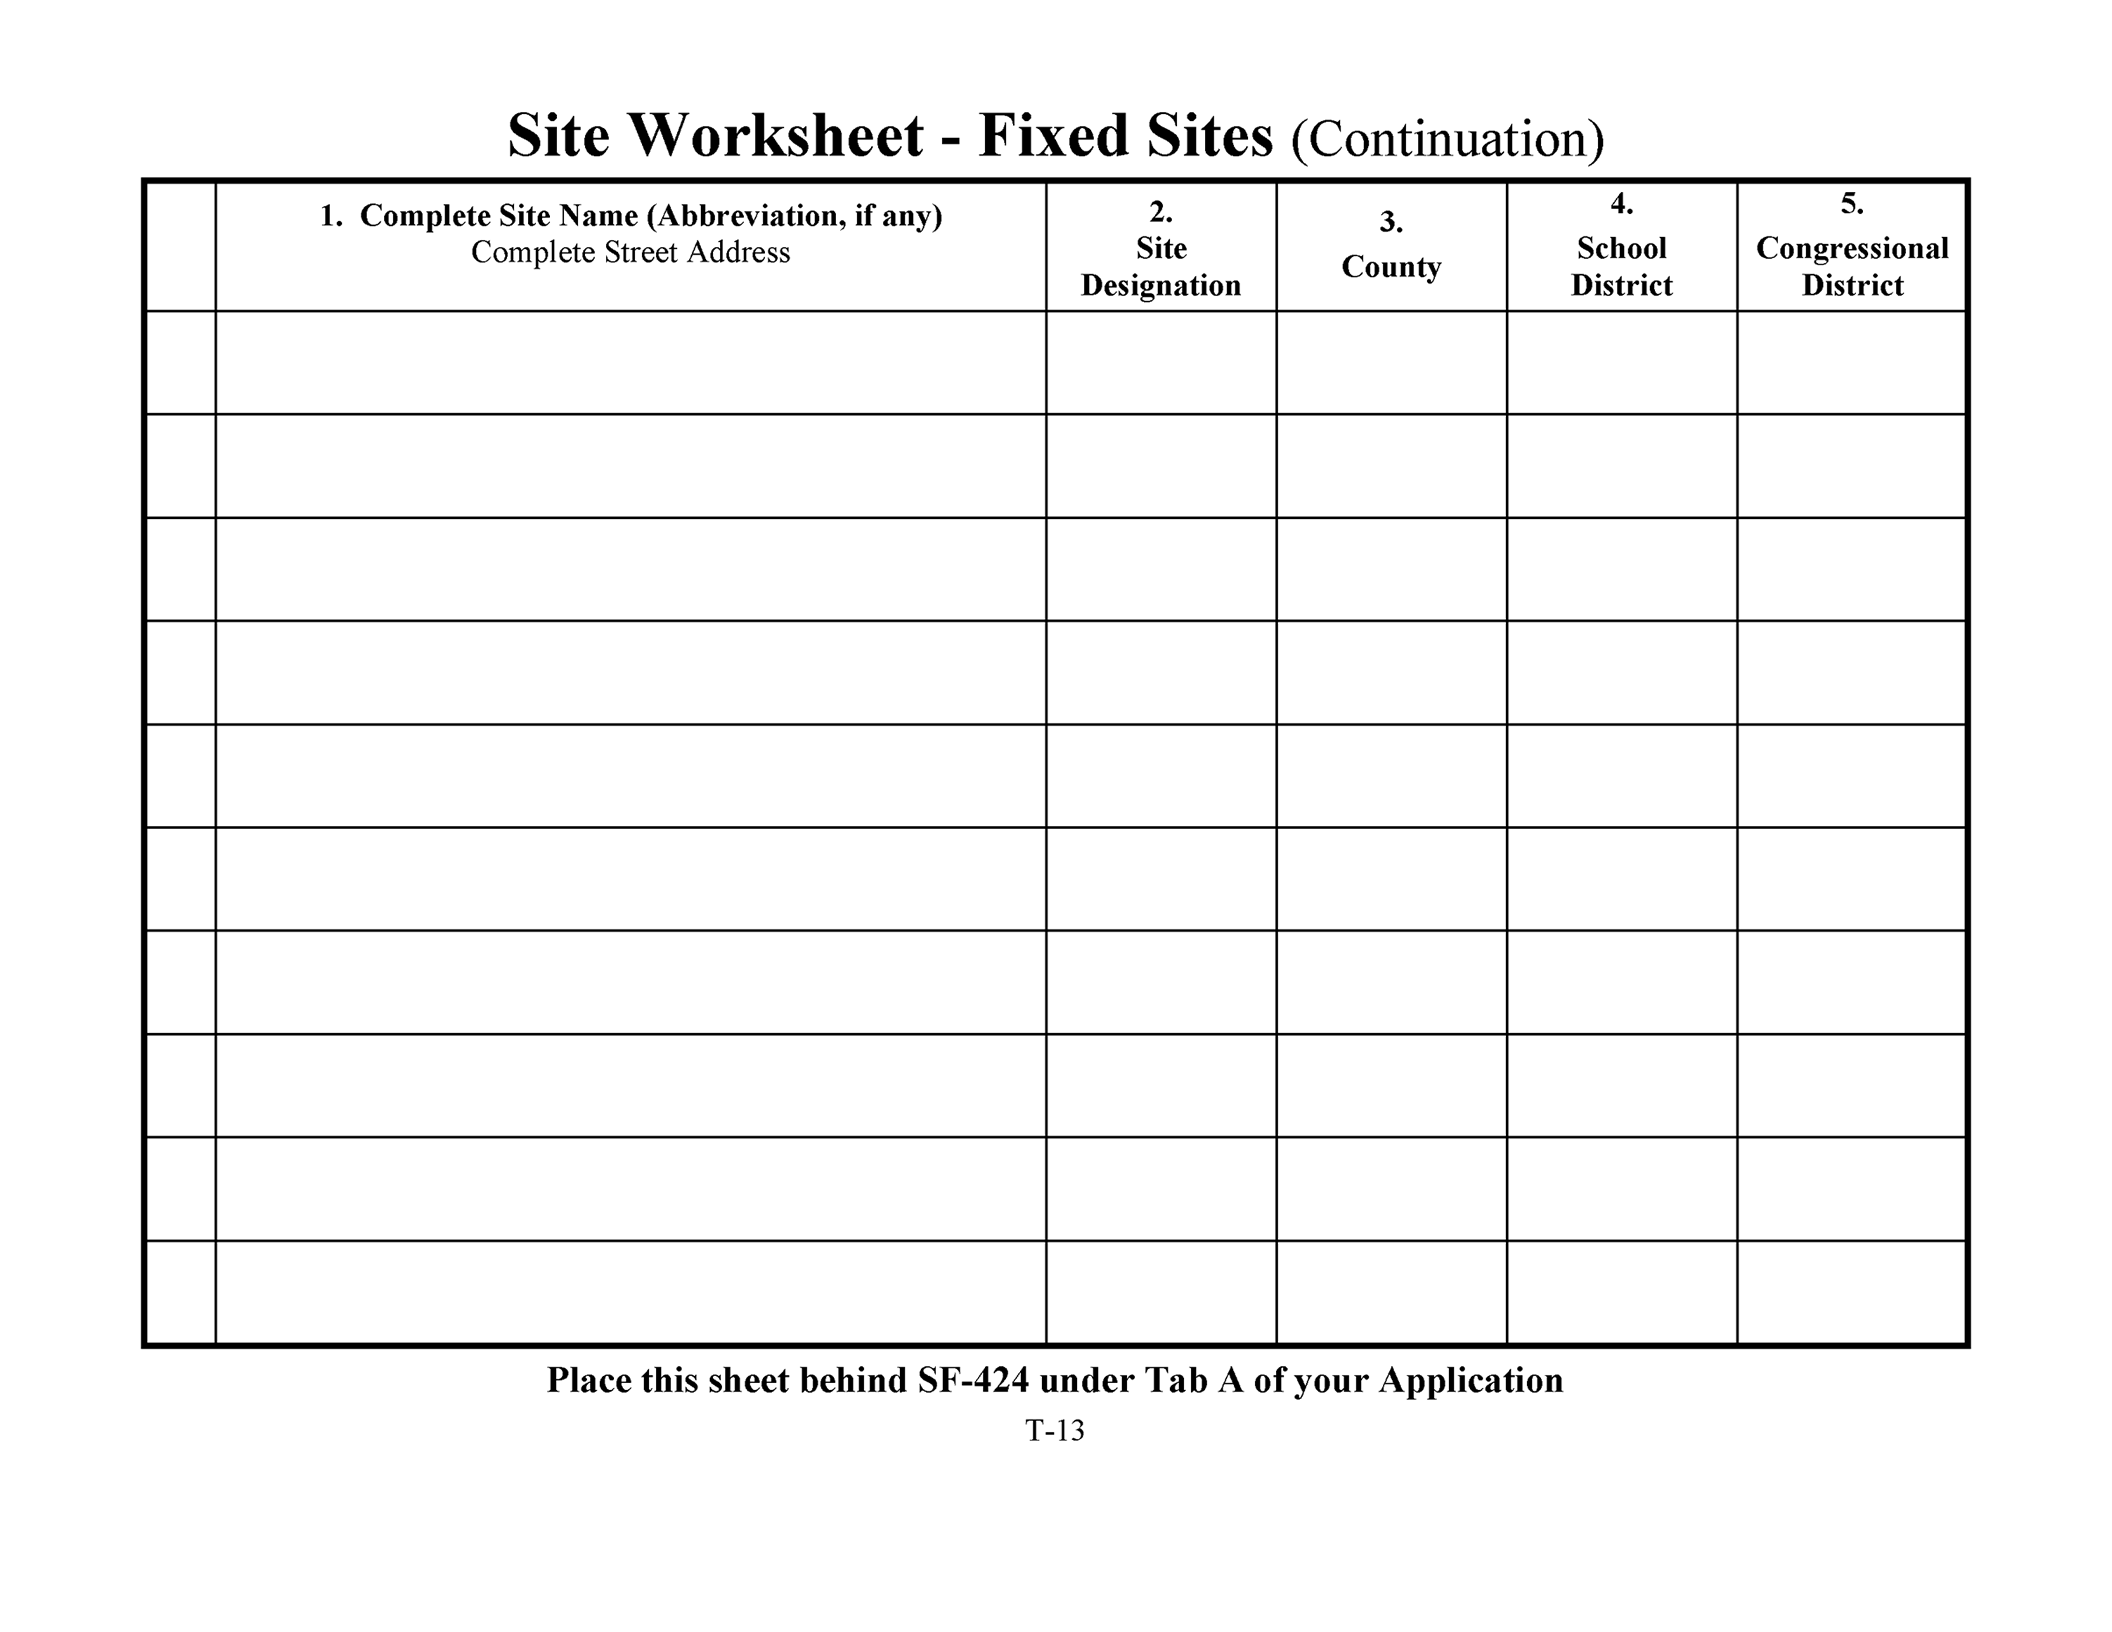 Site Worksheet - Fixed Sites (Continuation)
1. Complete Site Name (Abbreviation, if any)
Complete Street Address
2.
Site
Designation
3.
County
4.
School
District
5.
Congressional
District
Place this sheet behind SF-424 under Tab A of your Application
T-13